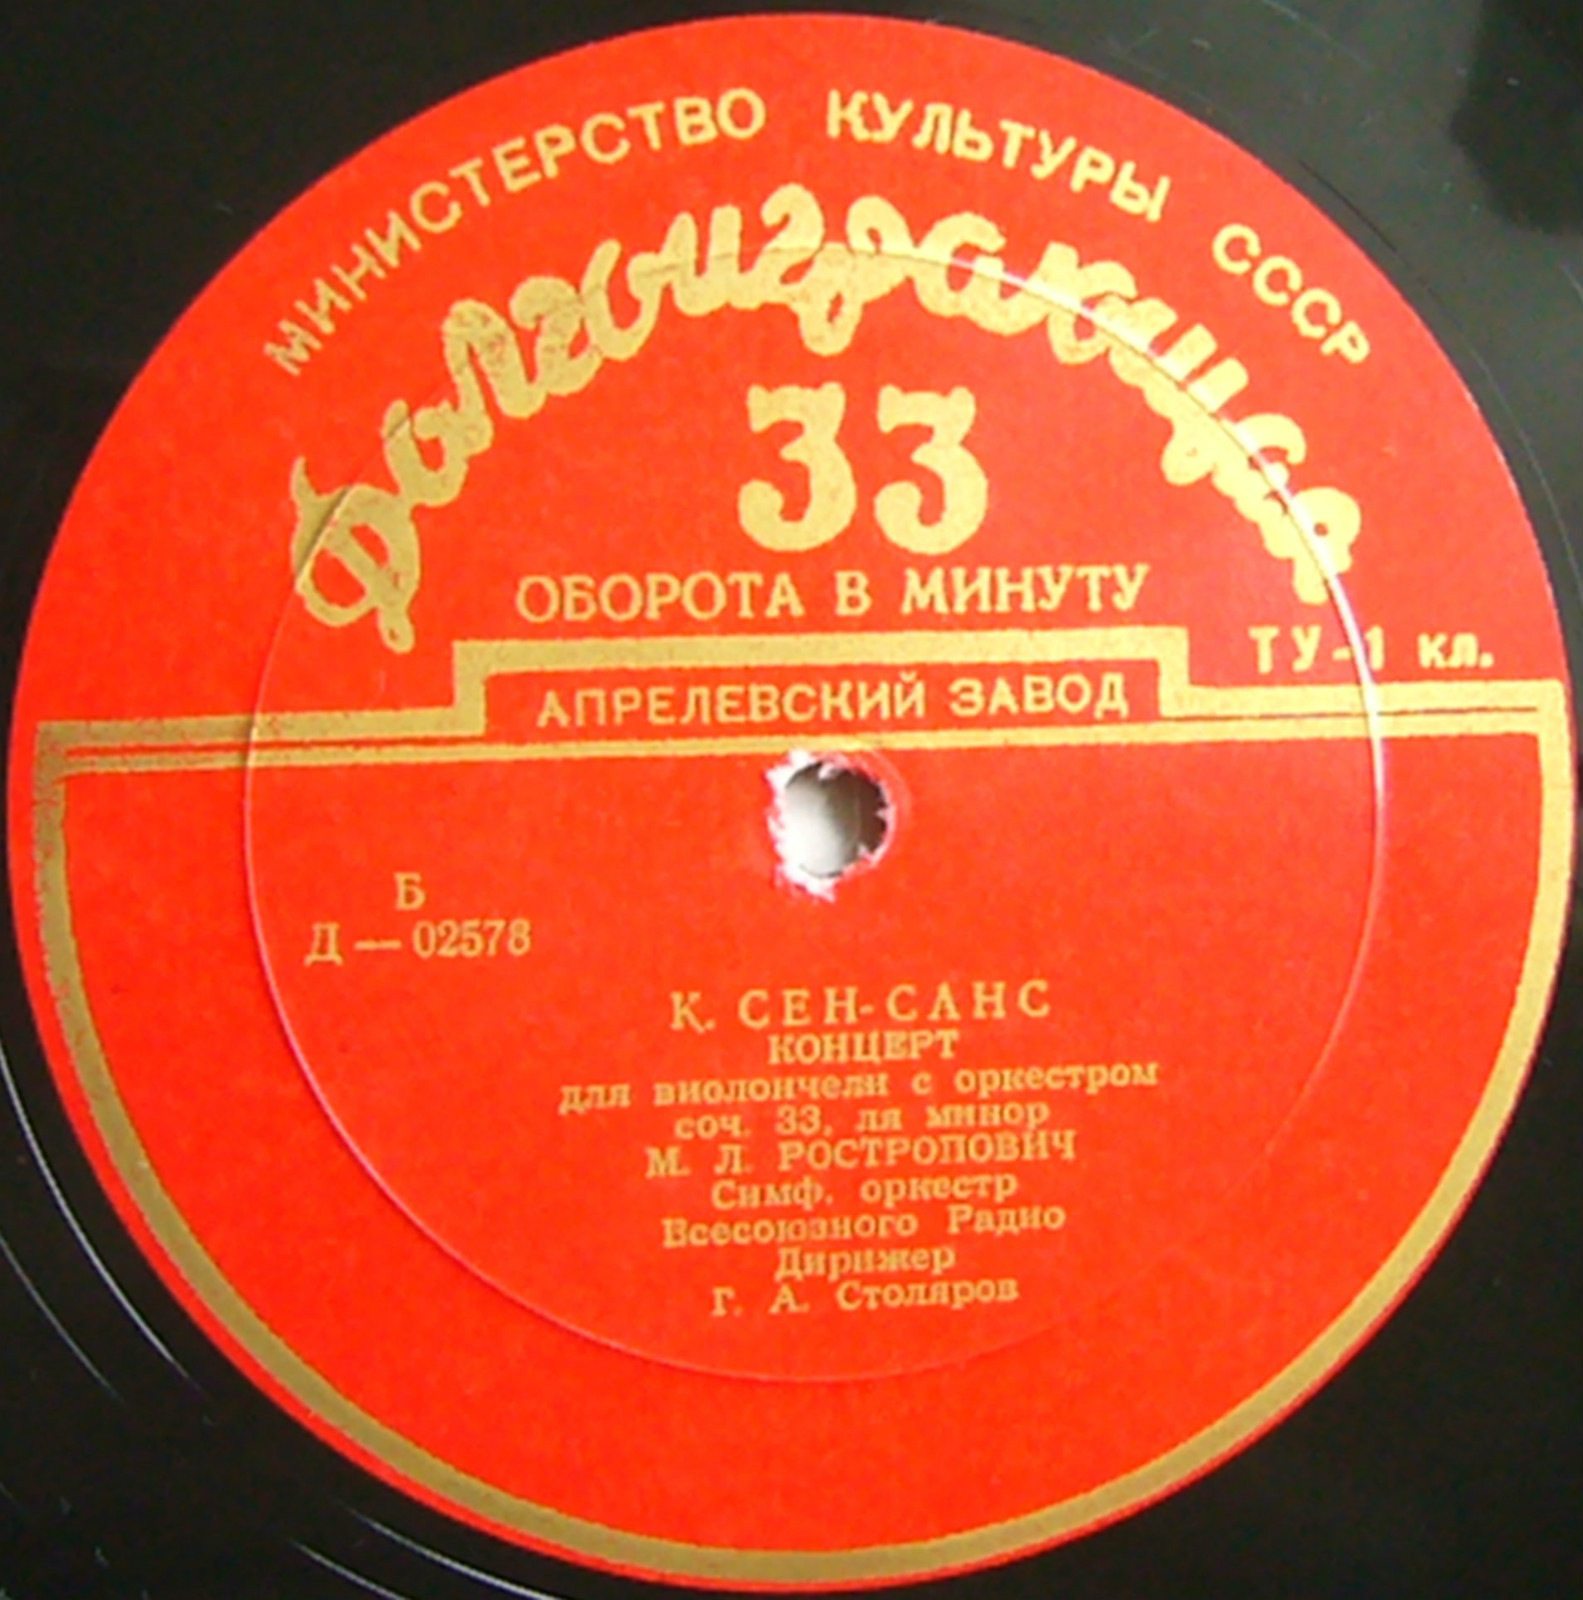 МИНИСТЕРСТВО КУЛЬТУРЫ СССР
Долгоиграющая
33
ОБОРОТА В МИНУТУ
ТУ-1 кл.
АПРЕЛЕВСКИЙ ЗАВОД
Б
Д — 02578
К. СЕН-САНС
КОНЦЕРТ
для виолончели с оркестром
соч. 33, ля минор
М. Л. РОСТРОПОВИЧ
Симф. оркестр
Всесоюзного Радио
Дирижер
Г. А. Столяров